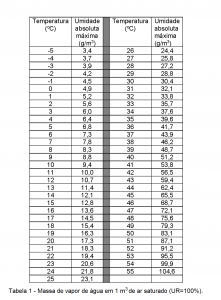 Temperatura (ºC) Umidade absoluta máxima (g/m³) Temperatura (ºC) Umidade absoluta máxima (g/m³)
-5 3,4 26 24,4
-4 3,7 27 25,8
-3 3,9 28 27,2
-2 4,2 29 28,8
-1 4,5 30 30,4
0 4,9 31 32,1
1 5,2 32 33,8
2 5,6 33 35,7
3 6,0 34 37,6
4 6,4 35 39,6
5 6,8 36 41,7
6 7,3 37 43,9
7 7,8 38 46,2
8 8,3 39 48,7
9 8,8 40 51,2
10 9,4 41 53,8
11 10,0 42 56,5
12 10,7 43 59,4
13 11,4 44 62,4
14 12,1 45 65,5
15 12,8 46 68,7
16 13,6 47 72,1
17 14,5 48 75,6
18 15,4 49 79,3
19 16,3 50 83,1
20 17,3 51 87,1
21 18,3 52 91,2
22 19,4 53 95,5
23 20,6 54 99,9
24 21,8 55 104,6
25 23,1
Tabela 1 - Massa de vapor de água em 1 m³ de ar saturado (UR=100%).